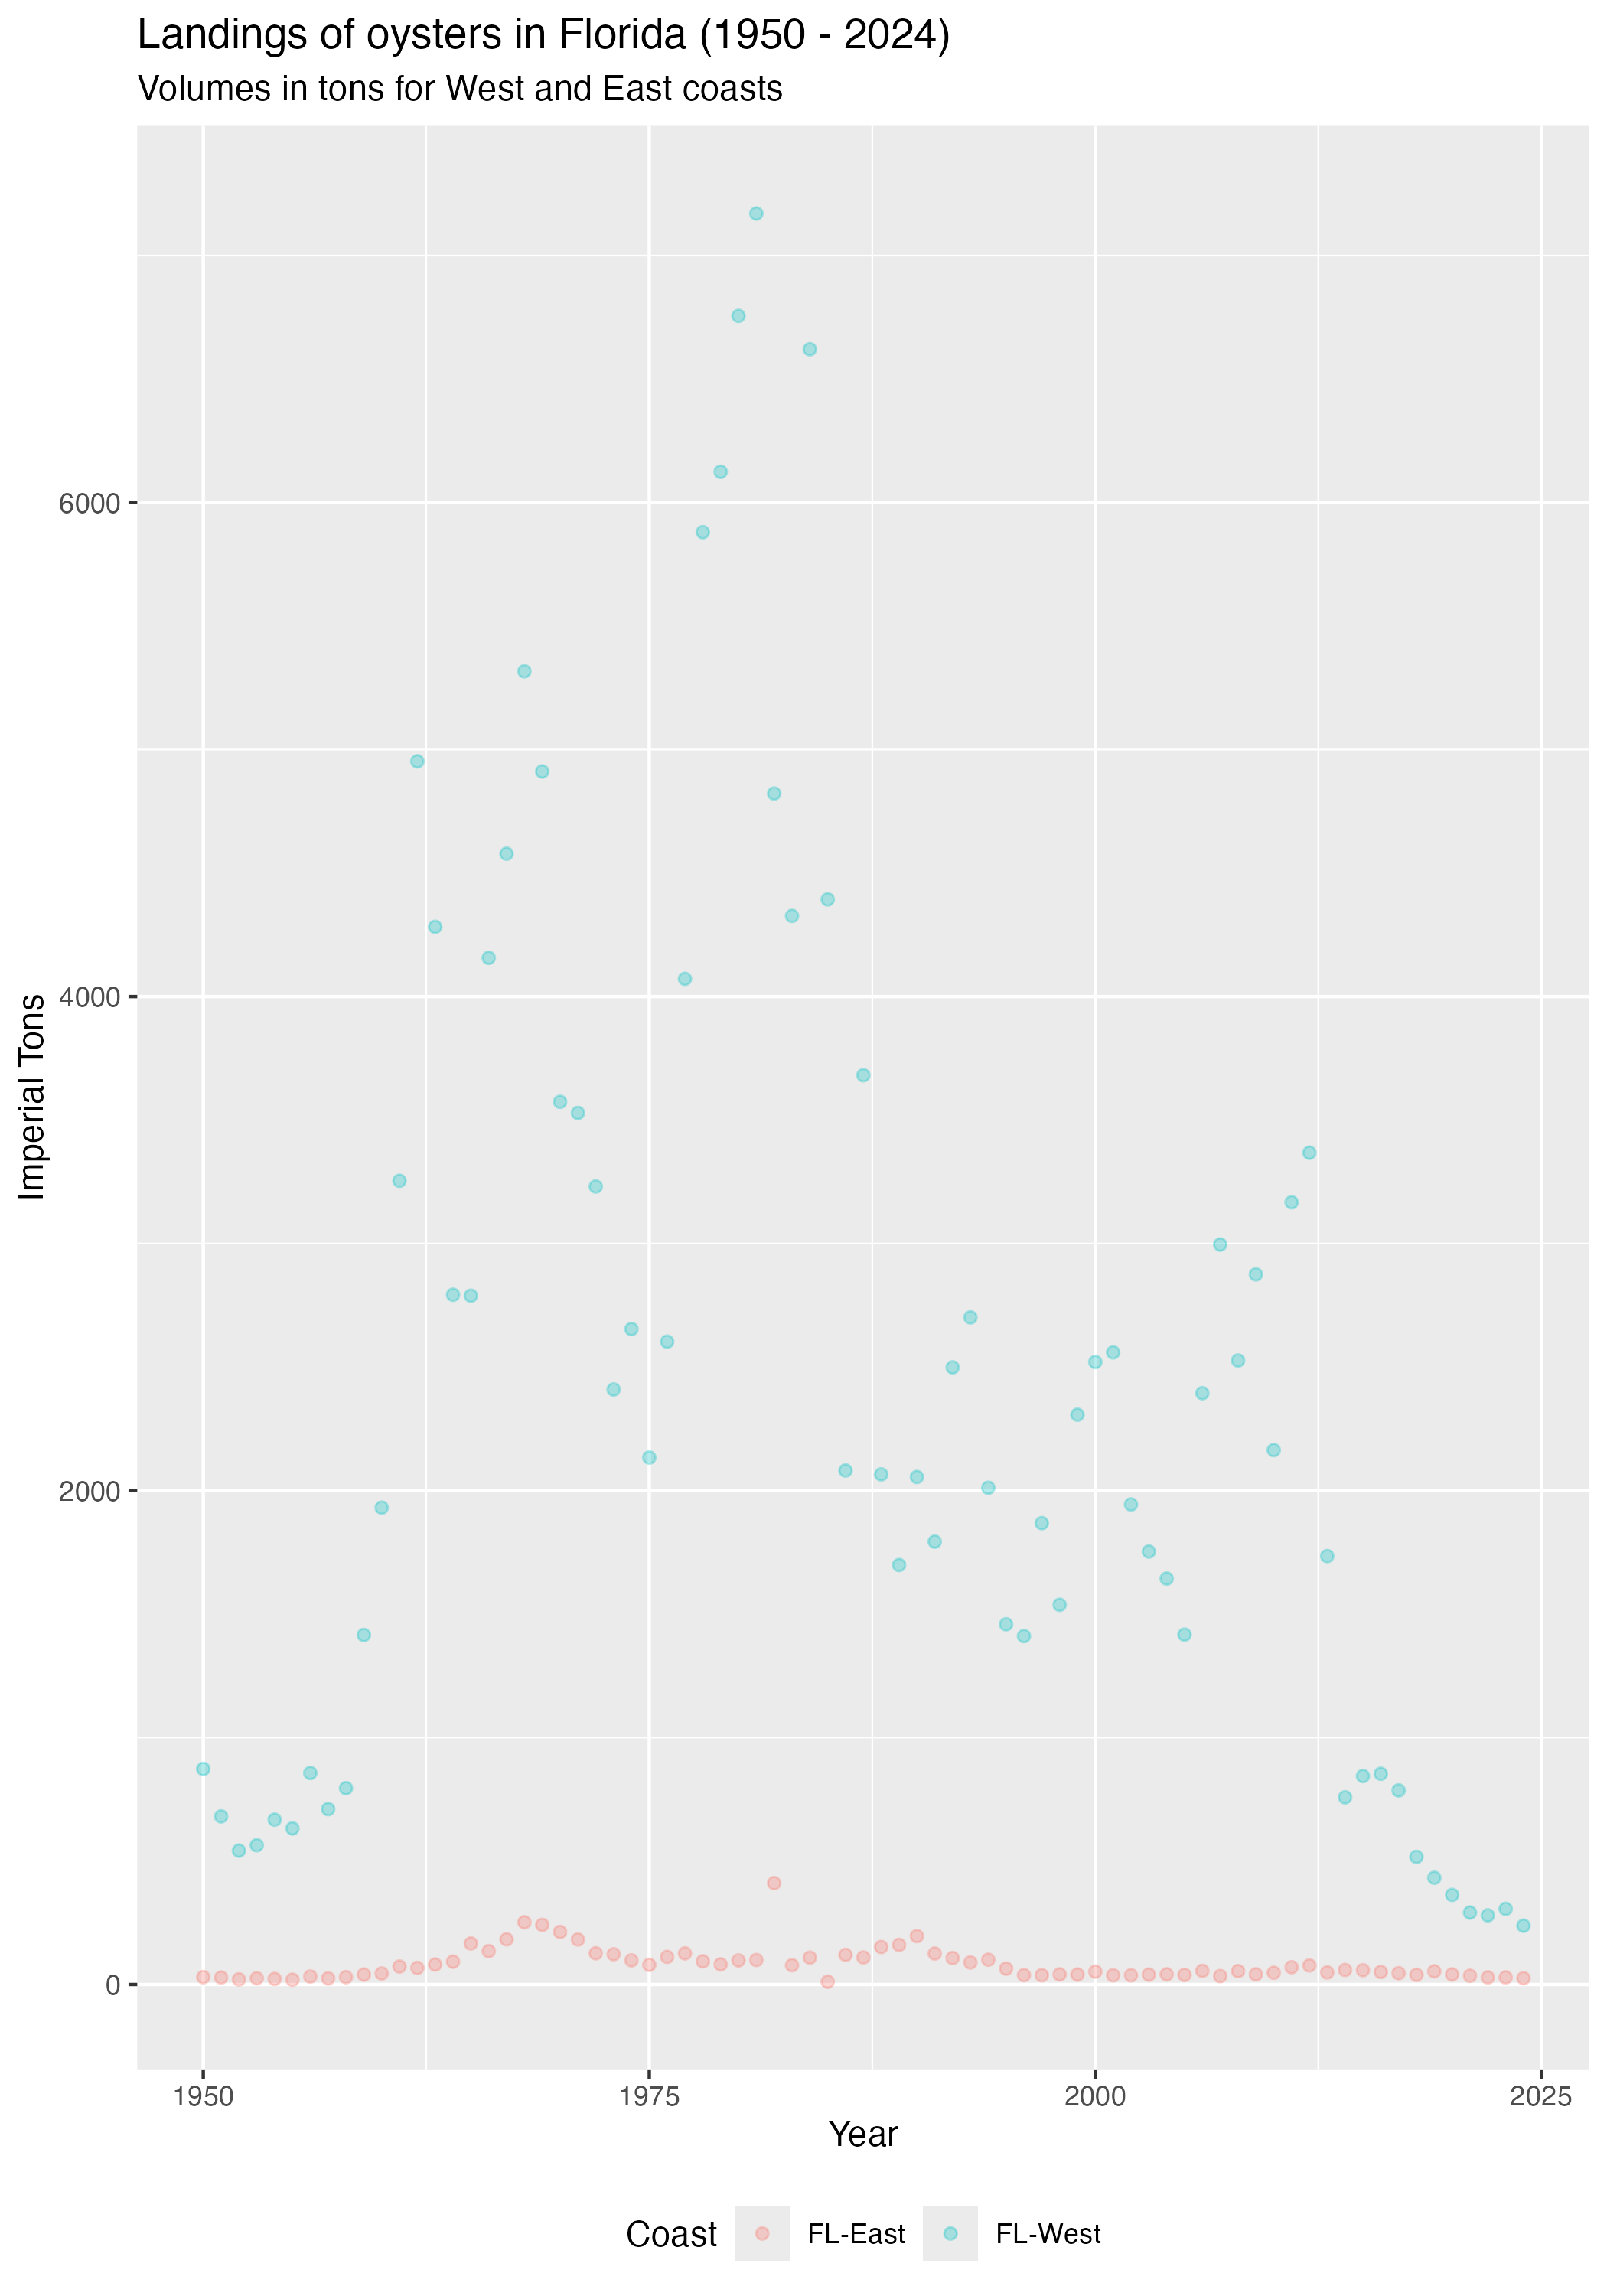 Landings of oysters in Florida (1950 - 2024)
Volumes in tons for West and East coasts
Imperial Tons
6000
4000
2000
0
1950 1975 2000 2025
Year
Coast FL-East FL-West